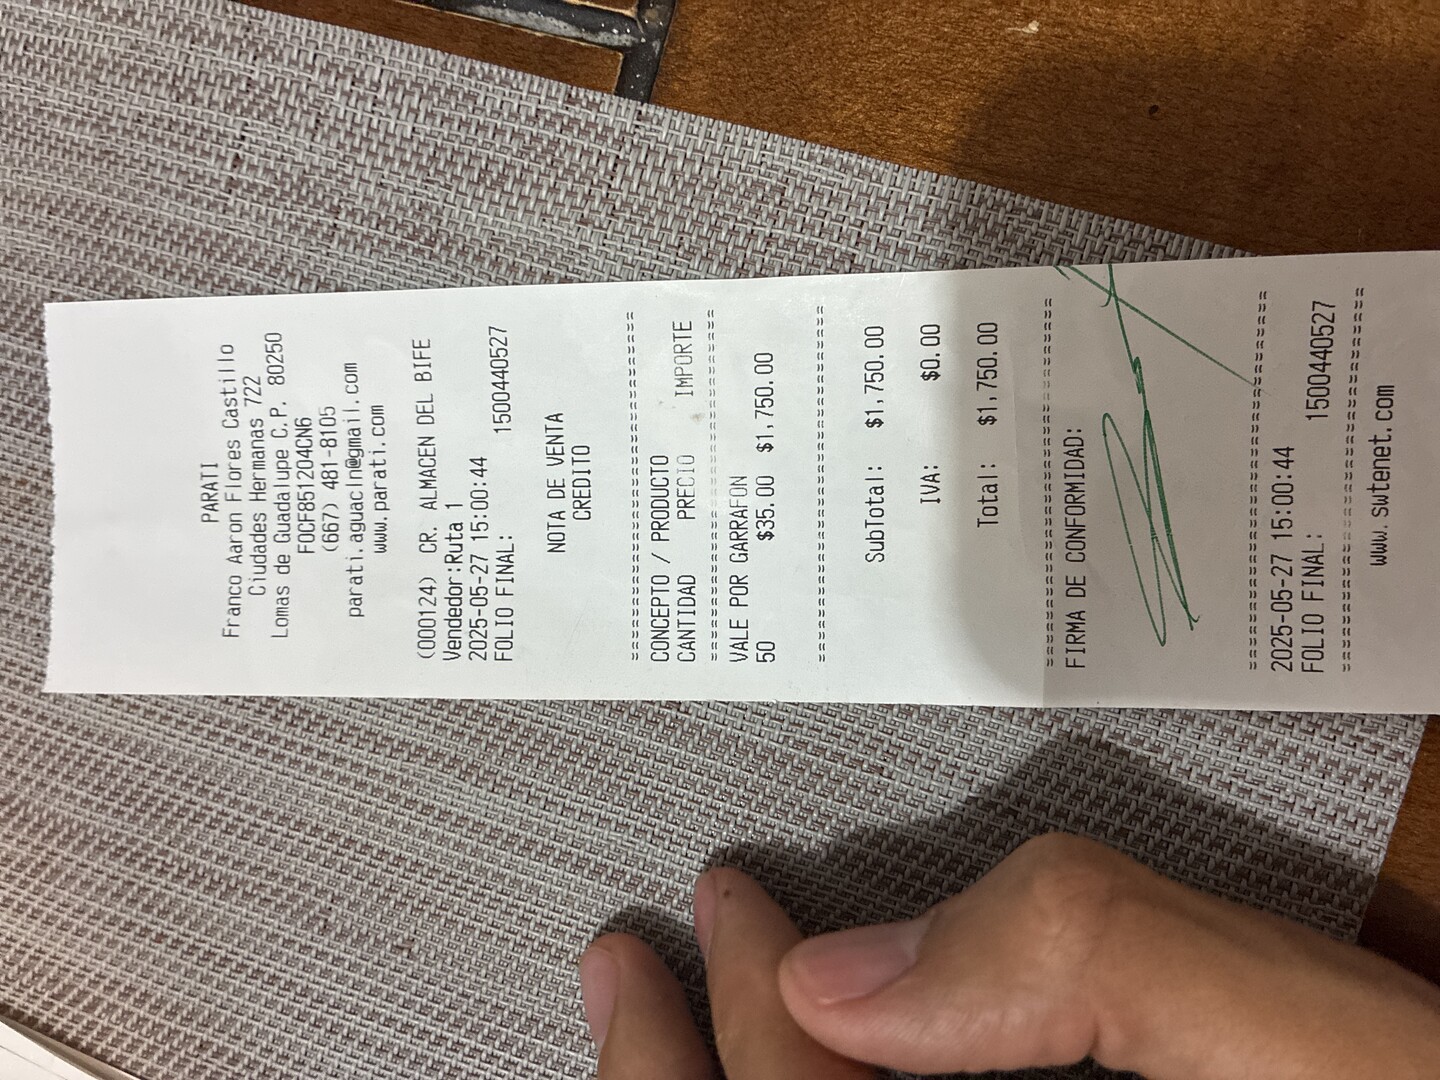 PARATI
Franco Aaron Flores Castillo
Ciudades Hermanas 722
Lomas de Guadalupe C.P. 80250
FOCF851204CN6
(667) 481-8105
parati.aguacln@gmail.com
www.parati.com
(000124) CR. ALMACEN DEL BIFE
Vendedor:Ruta 1
2025-05-27 15:00:44
FOLIO FINAL: 1500440527
NOTA DE VENTA
CREDITO
==============================
CONCEPTO / PRODUCTO
CANTIDAD PRECIO IMPORTE
==============================
VALE POR GARRAFON
50 $35.00 $1,750.00
==============================
SubTotal: $1,750.00
IVA: $0.00
Total: $1,750.00
==============================
FIRMA DE CONFORMIDAD:
==============================
2025-05-27 15:00:44
FOLIO FINAL: 1500440527
==============================
www.swtenet.com